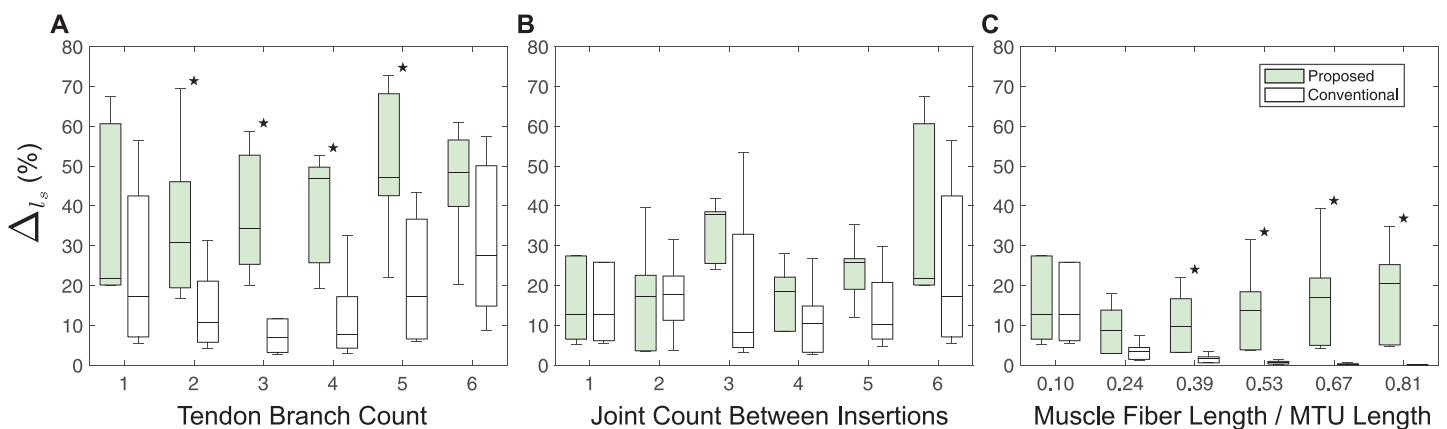 A
B
C
80
70
60
50
40
30
20
10
0
Δls (%)
1 2 3 4 5 6
Tendon Branch Count
80
70
60
50
40
30
20
10
0
1 2 3 4 5 6
Joint Count Between Insertions
80
70
60
50
40
30
20
10
0
Proposed
Conventional
0.10 0.24 0.39 0.53 0.67 0.81
Muscle Fiber Length / MTU Length